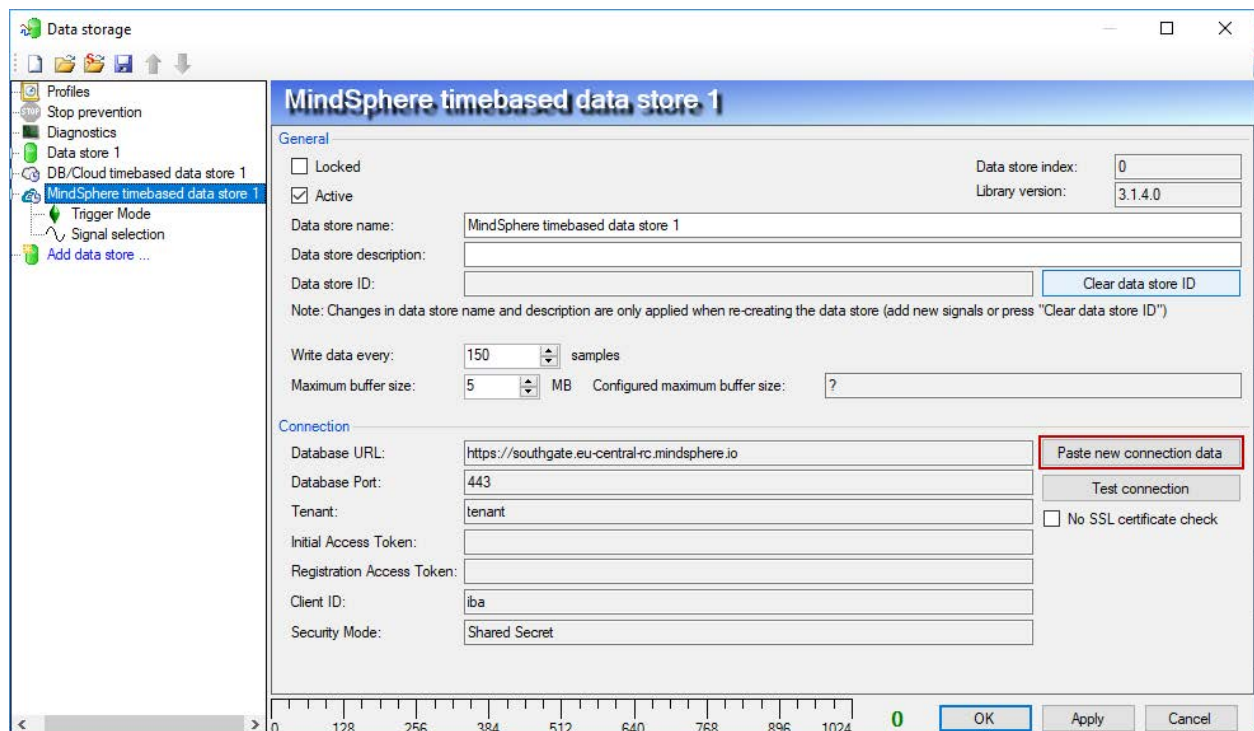 Data storage
Profiles
STOP Stop prevention
Diagnostics
Data store 1
DB/Cloud timebased data store 1
MindSphere timebased data store 1
Trigger Mode
Signal selection
Add data store ...
MindSphere timebased data store 1
General
Locked
Data store index: 0
Active
Library version: 3.1.4.0
Data store name: MindSphere timebased data store 1
Data store description:
Data store ID: Clear data store ID
Note: Changes in data store name and description are only applied when re-creating the data store (add new signals or press "Clear data store ID")
Write data every: 150 samples
Maximum buffer size: 5 MB Configured maximum buffer size: ?
Connection
Database URL: https://southgate.eu-central-rc.mindsphere.io Paste new connection data
Database Port: 443 Test connection
Tenant: tenant No SSL certificate check
Initial Access Token:
Registration Access Token:
Client ID: iba
Security Mode: Shared Secret
0 128 256 384 512 640 768 896 1024 0 OK Apply Cancel